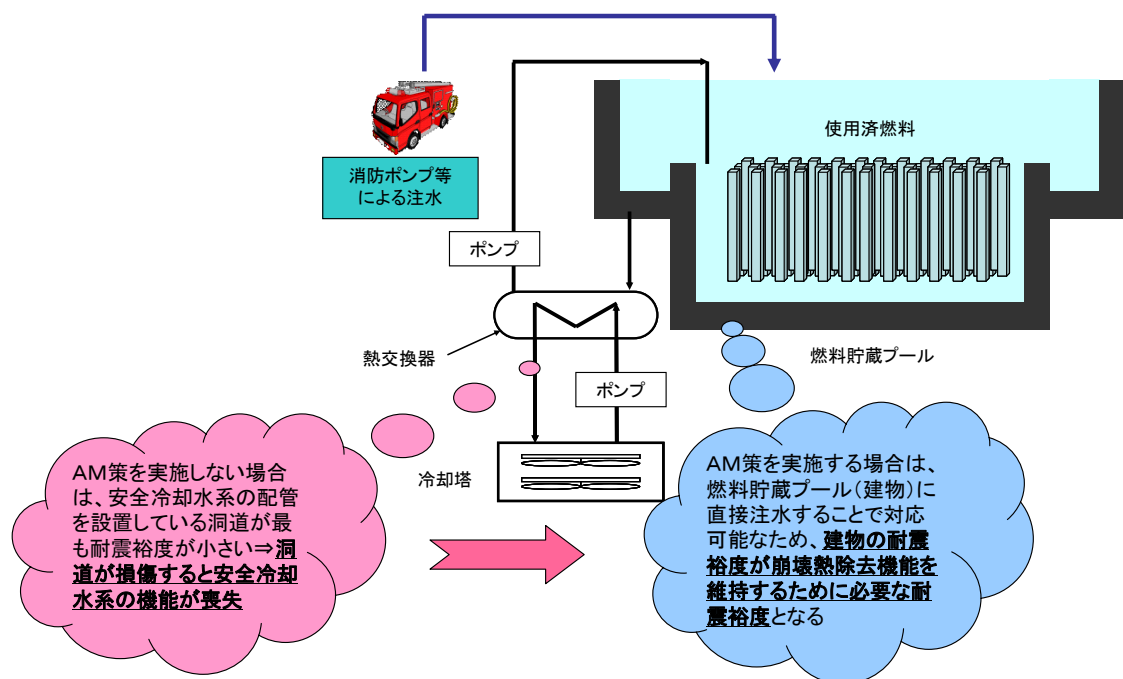 使用済燃料
消防ポンプ等
による注水
ポンプ
熱交換器
燃料貯蔵プール
ポンプ
冷却塔
AM策を実施しない場合
は、安全冷却水系の配管
を設置している洞道が最
も耐震裕度が小さい⇒洞
道が損傷すると安全冷却
水系の機能が喪失
AM策を実施する場合は、
燃料貯蔵プール(建物)に
直接注水することで対応
可能なため、建物の耐震
裕度が崩壊熱除去機能を
維持するために必要な耐
震裕度となる